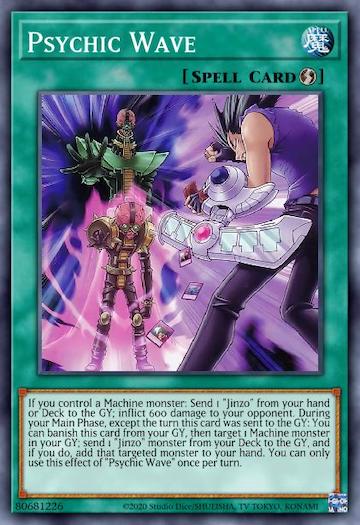 Psychic Wave
魔
[Spell Card]
If you control a Machine monster: Send 1 "Jinzo" from your hand
or Deck to the GY; inflict 600 damage to your opponent. During
your Main Phase, except the turn this card was sent to the GY: You
can banish this card from your GY, then target 1 Machine monster
in your GY; send 1 "Jinzo" monster from your Deck to the GY, and
if you do, add that targeted monster to your hand. You can only
use this effect of "Psychic Wave" once per turn.
80681226
©2020 Studio Dice/SHUEISHA, TV TOKYO, KONAMI